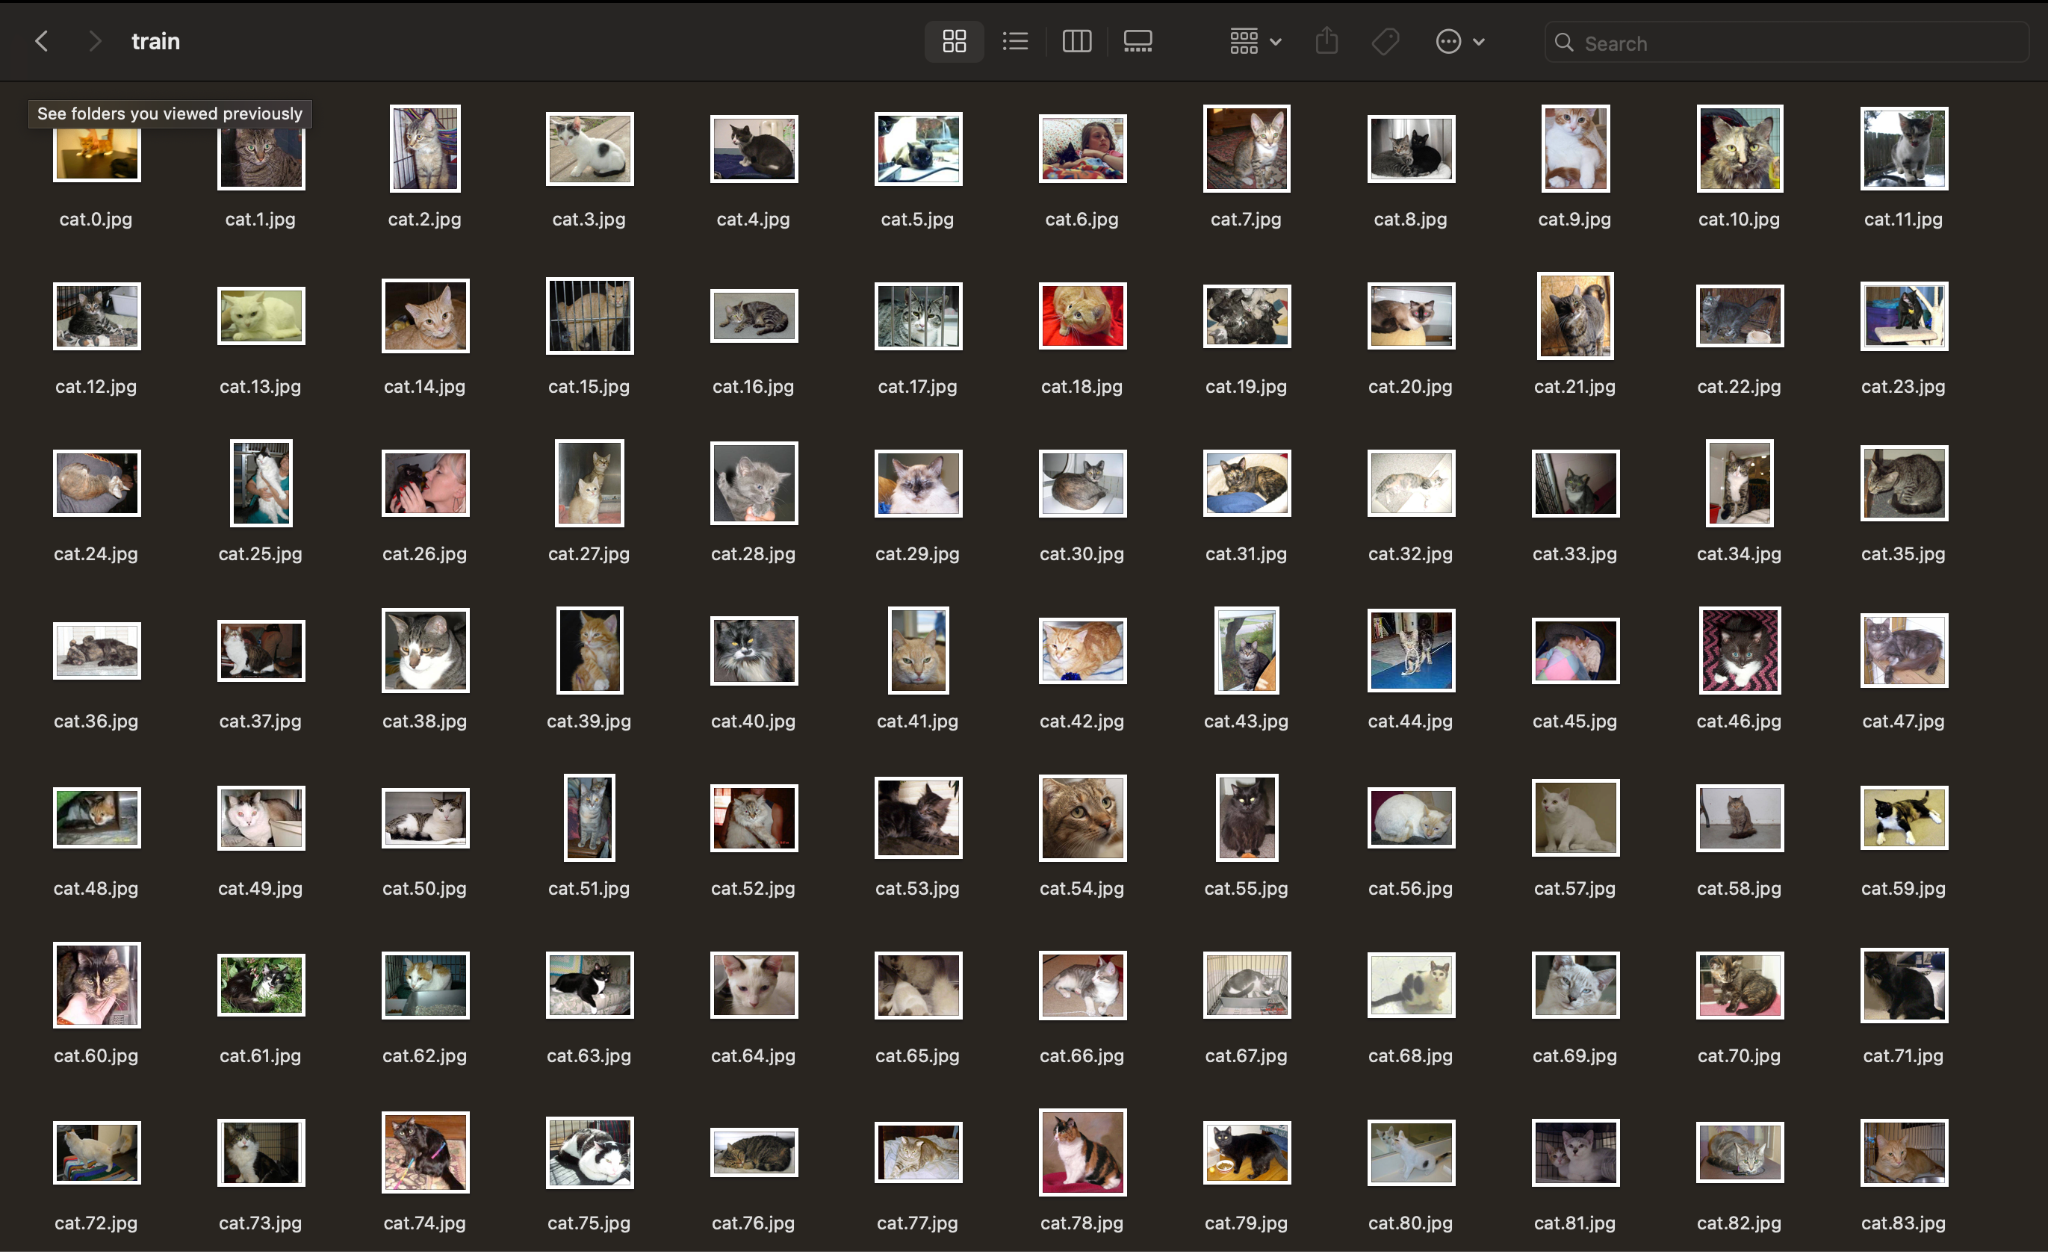 train
Search
See folders you viewed previously
cat.0.jpg cat.1.jpg cat.2.jpg cat.3.jpg cat.4.jpg cat.5.jpg cat.6.jpg cat.7.jpg cat.8.jpg cat.9.jpg cat.10.jpg cat.11.jpg
cat.12.jpg cat.13.jpg cat.14.jpg cat.15.jpg cat.16.jpg cat.17.jpg cat.18.jpg cat.19.jpg cat.20.jpg cat.21.jpg cat.22.jpg cat.23.jpg
cat.24.jpg cat.25.jpg cat.26.jpg cat.27.jpg cat.28.jpg cat.29.jpg cat.30.jpg cat.31.jpg cat.32.jpg cat.33.jpg cat.34.jpg cat.35.jpg
cat.36.jpg cat.37.jpg cat.38.jpg cat.39.jpg cat.40.jpg cat.41.jpg cat.42.jpg cat.43.jpg cat.44.jpg cat.45.jpg cat.46.jpg cat.47.jpg
cat.48.jpg cat.49.jpg cat.50.jpg cat.51.jpg cat.52.jpg cat.53.jpg cat.54.jpg cat.55.jpg cat.56.jpg cat.57.jpg cat.58.jpg cat.59.jpg
cat.60.jpg cat.61.jpg cat.62.jpg cat.63.jpg cat.64.jpg cat.65.jpg cat.66.jpg cat.67.jpg cat.68.jpg cat.69.jpg cat.70.jpg cat.71.jpg
cat.72.jpg cat.73.jpg cat.74.jpg cat.75.jpg cat.76.jpg cat.77.jpg cat.78.jpg cat.79.jpg cat.80.jpg cat.81.jpg cat.82.jpg cat.83.jpg